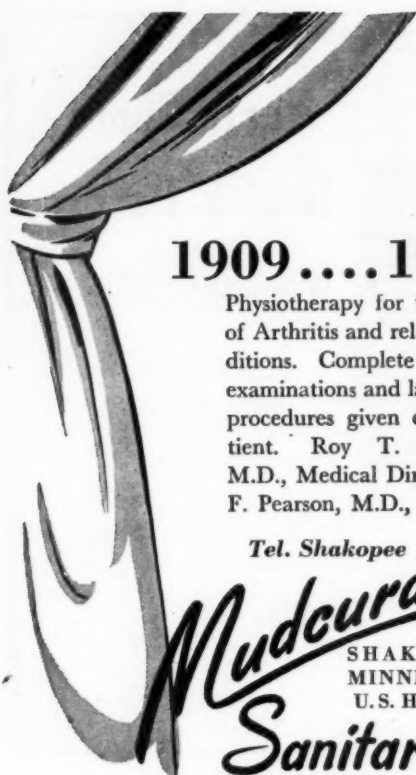 1909....1
Physiotherapy for
of Arthritis and rel
ditions. Complete
examinations and la
procedures given
tient. Roy T.
M.D., Medical Dir
F. Pearson, M.D.,
Tel. Shakopee
Mudcura
SHAK
MINNE
U. S. H
Sanitar